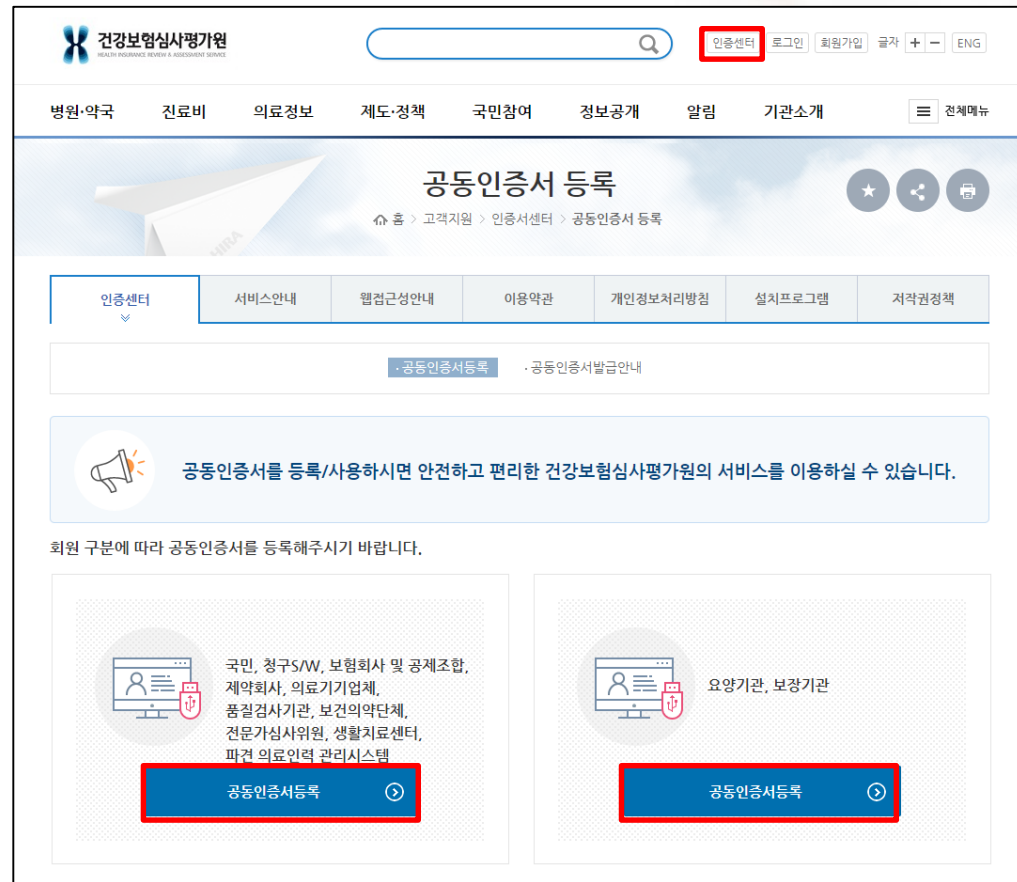 건강보험심사평가원
HEALTH INSURANCE REVIEW & ASSESSMENT SERVICE
인증센터 로그인 회원가입 글자 + − ENG
병원·약국 진료비 의료정보 제도·정책 국민참여 정보공개 알림 기관소개 전체메뉴
공동인증서 등록
홈 > 고객지원 > 인증서센터 > 공동인증서 등록
HIRA
인증센터 서비스안내 웹접근성안내 이용약관 개인정보처리방침 설치프로그램 저작권정책
·공동인증서등록 ·공동인증서발급안내
공동인증서를 등록/사용하시면 안전하고 편리한 건강보험심사평가원의 서비스를 이용하실 수 있습니다.
회원 구분에 따라 공동인증서를 등록해주시기 바랍니다.
국민, 청구S/W, 보험회사 및 공제조합,
제약회사, 의료기기업체,
품질검사기관, 보건의약단체,
전문가심사위원, 생활치료센터,
파견 의료인력 관리시스템
공동인증서등록
요양기관, 보장기관
공동인증서등록